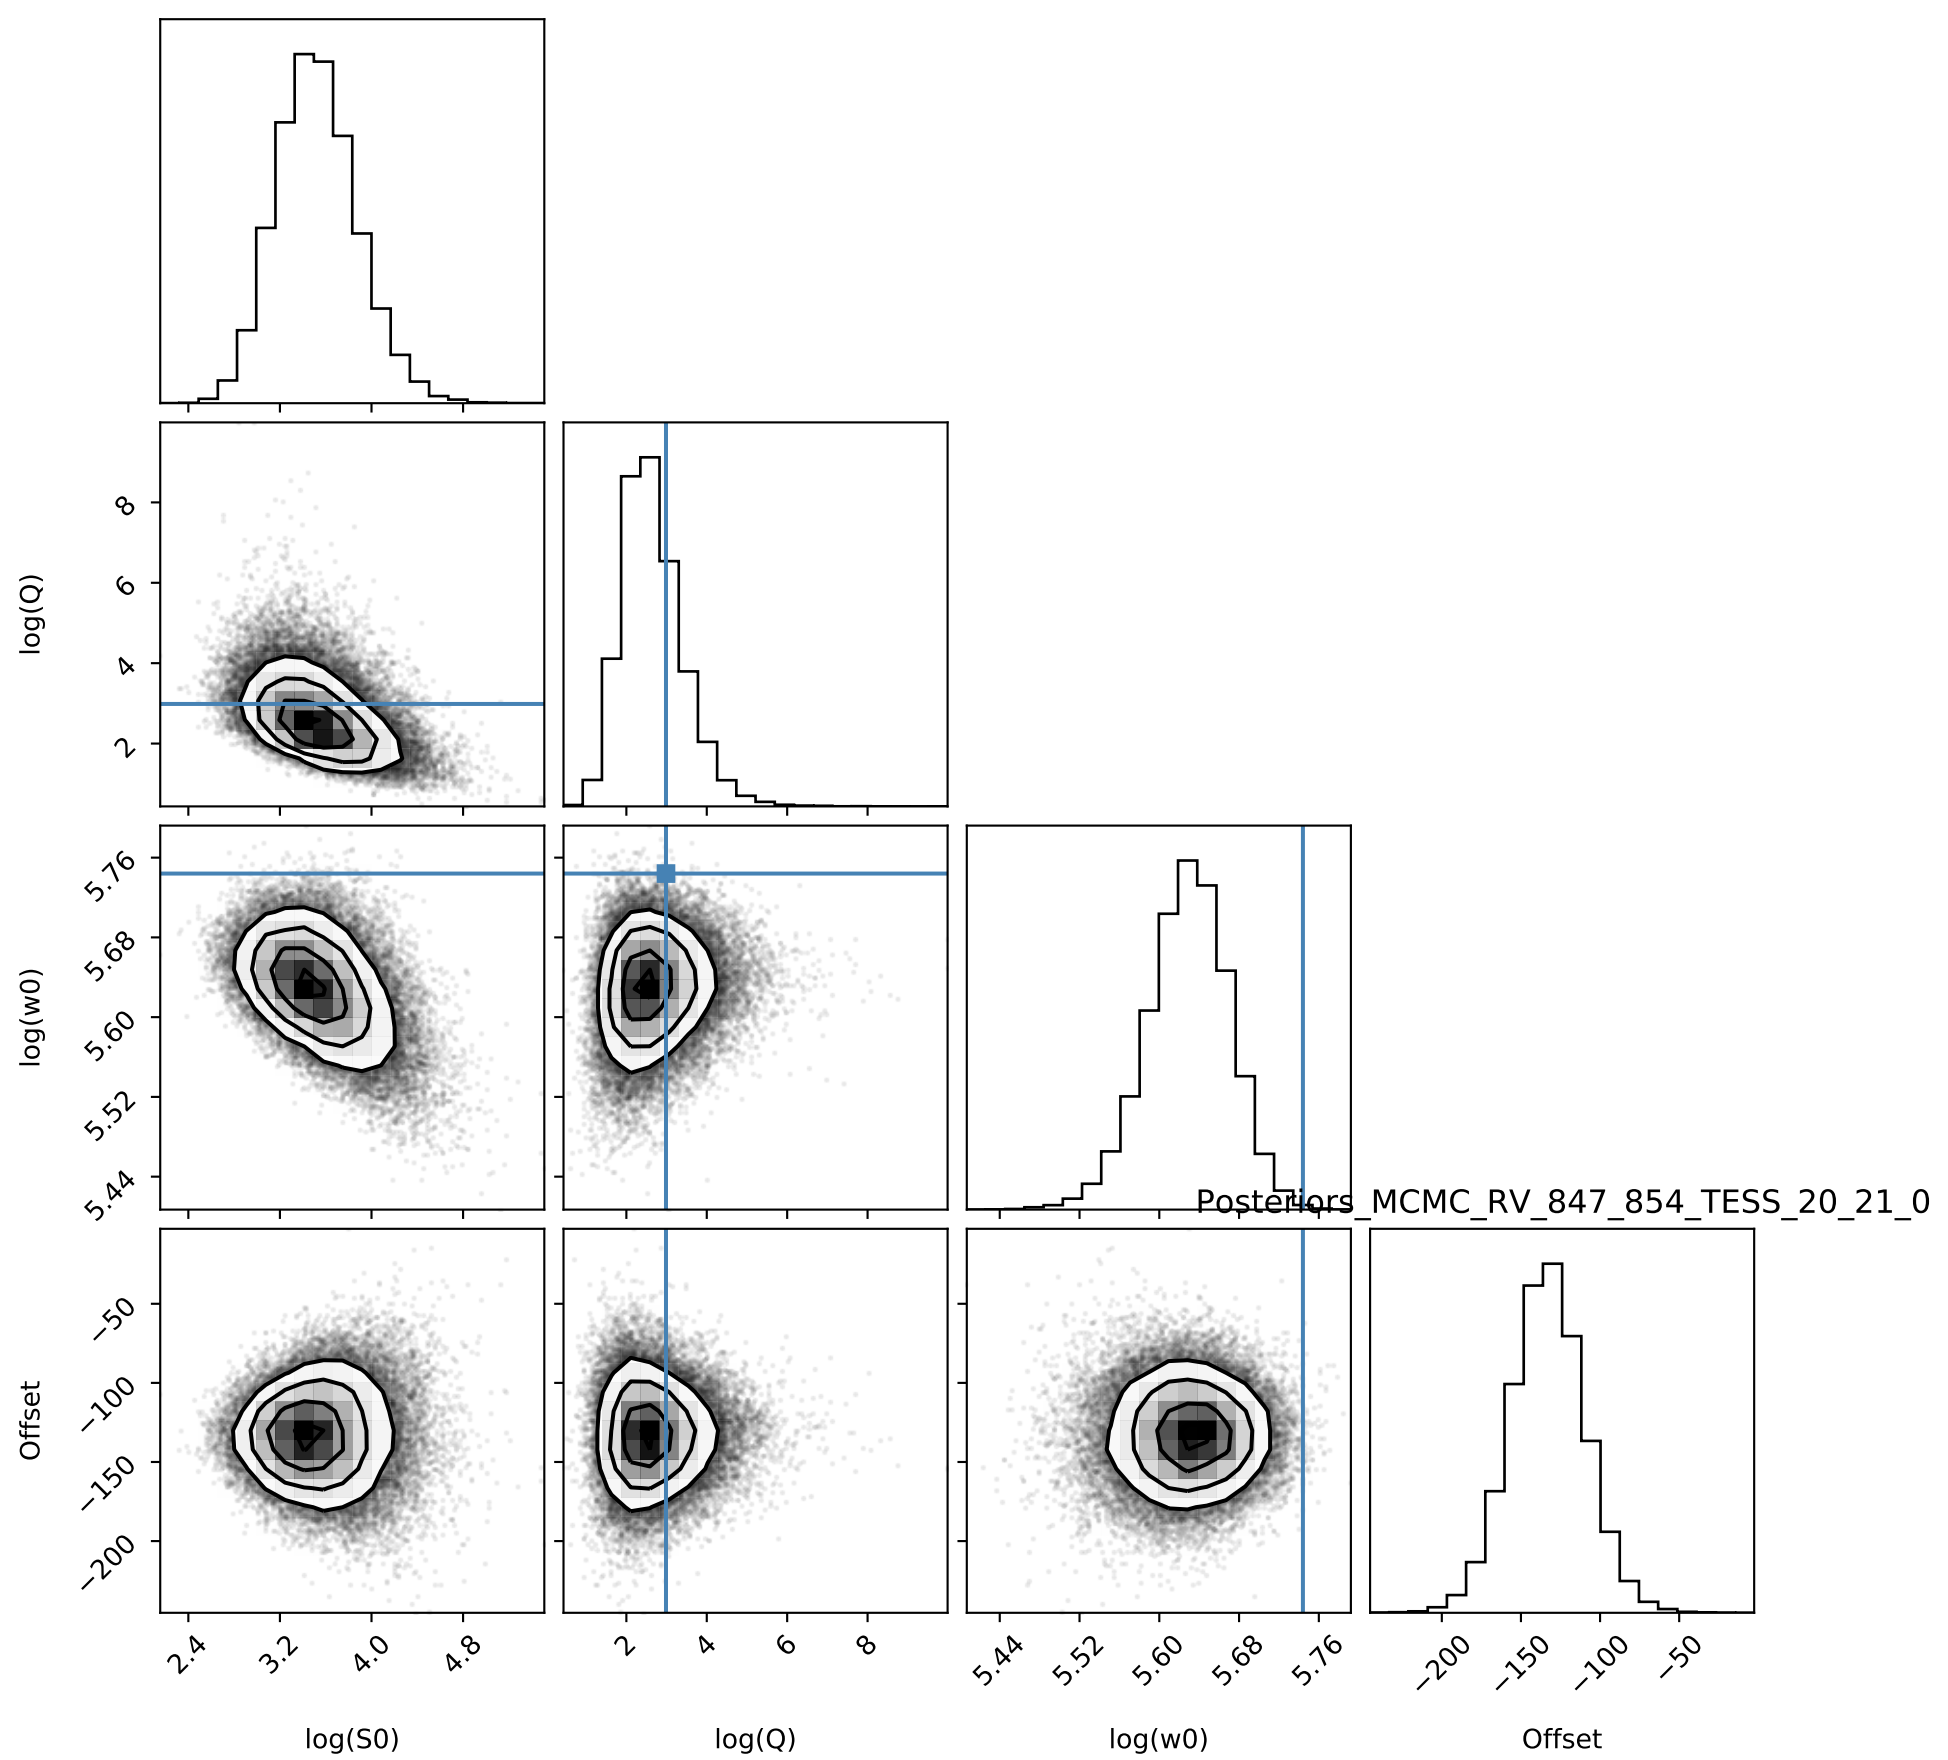 log(Q)
8
6
4
2
log(w0)
5.76
5.68
5.60
5.52
5.44
Posteriors_MCMC_RV_847_854_TESS_20_21_0
Offset
−50
−100
−150
−200
2.4 3.2 4.0 4.8
2 4 6 8
5.44 5.52 5.60 5.68 5.76
−200 −150 −100 −50
log(S0) log(Q) log(w0) Offset